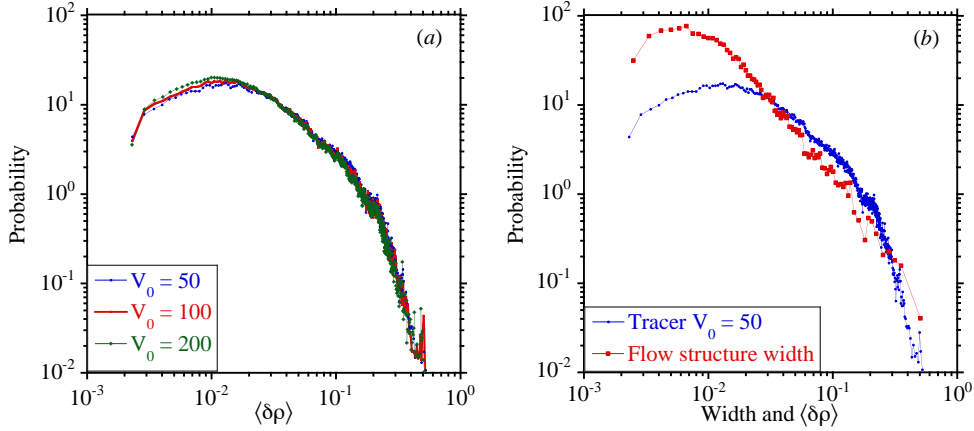 (a)
10^2
10^1
10^0
10^-1
10^-2
Probability
V_0 = 50
V_0 = 100
V_0 = 200
10^-3 10^-2 10^-1 10^0
⟨δρ⟩
(b)
10^2
10^1
10^0
10^-1
10^-2
Probability
Tracer V_0 = 50
Flow structure width
10^-3 10^-2 10^-1 10^0
Width and ⟨δρ⟩